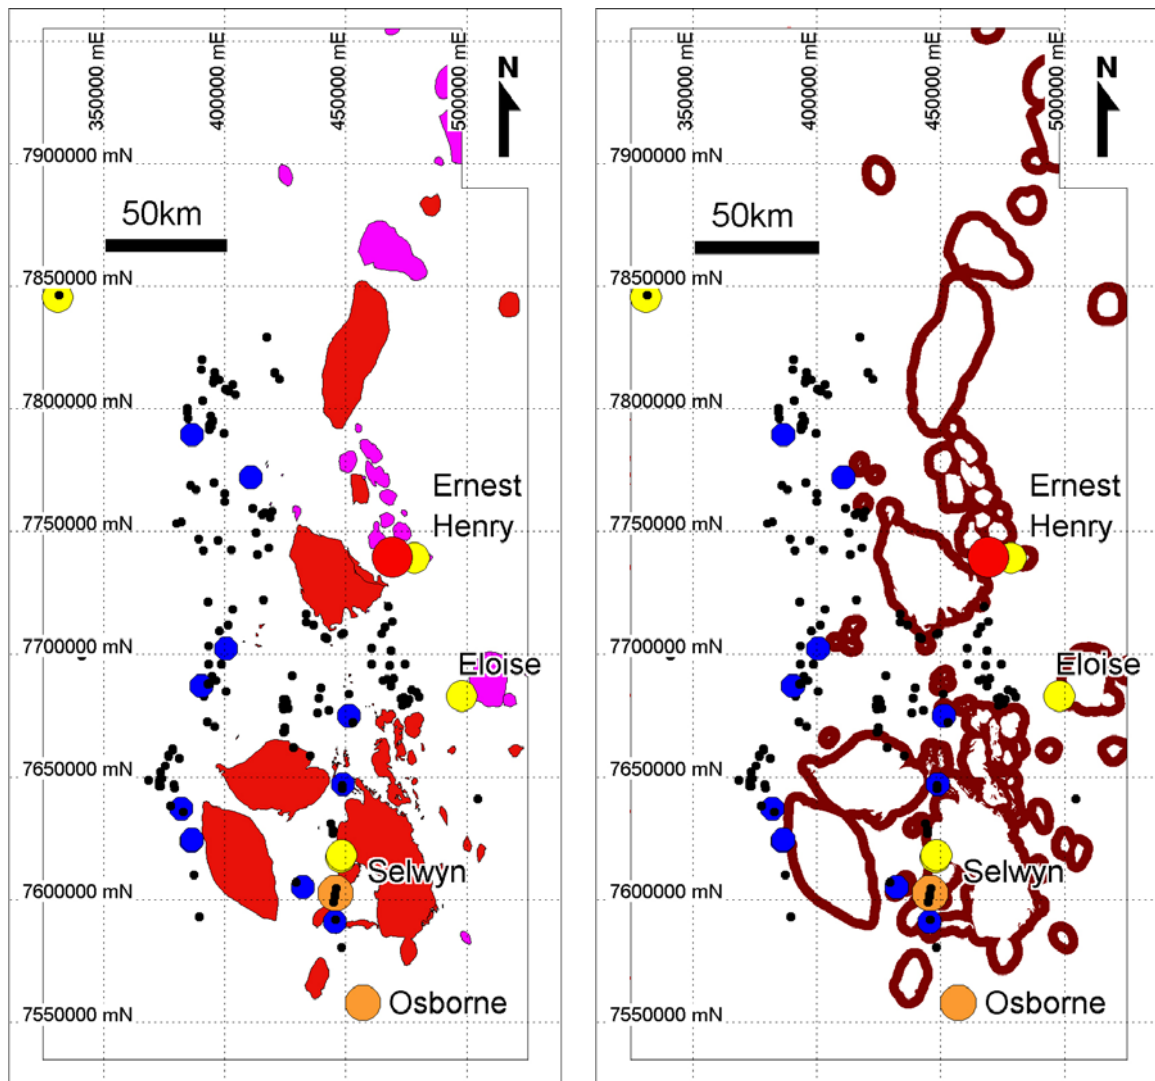 350000 mE
400000 mE
450000 mE
500000 mE
N
7900000 mN
50km
7850000 mN
7800000 mN
Ernest
Henry
7750000 mN
7700000 mN
Eloise
7650000 mN
Selwyn
7600000 mN
Osborne
7550000 mN
350000 mE
400000 mE
450000 mE
500000 mE
N
7900000 mN
50km
7850000 mN
7800000 mN
Ernest
Henry
7750000 mN
7700000 mN
Eloise
7650000 mN
Selwyn
7600000 mN
Osborne
7550000 mN